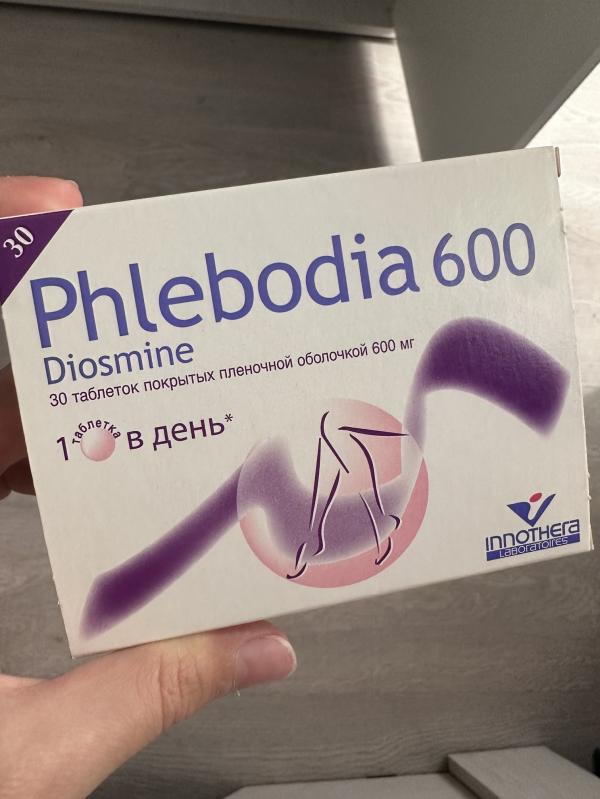 30
Phlebodia 600
Diosmine
30 таблеток покрытых пленочной оболочкой 600 мг
1 таблетка в день*
INNOTHERA
LABORATOIRES